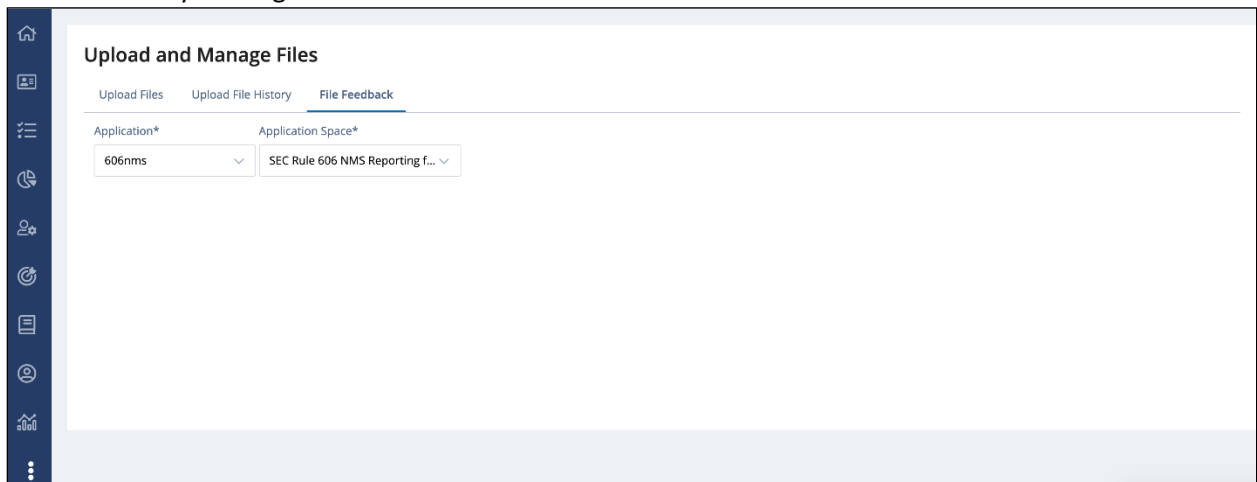 Upload and Manage Files
Upload Files Upload File History File Feedback
Application* Application Space*
606nms SEC Rule 606 NMS Reporting f...